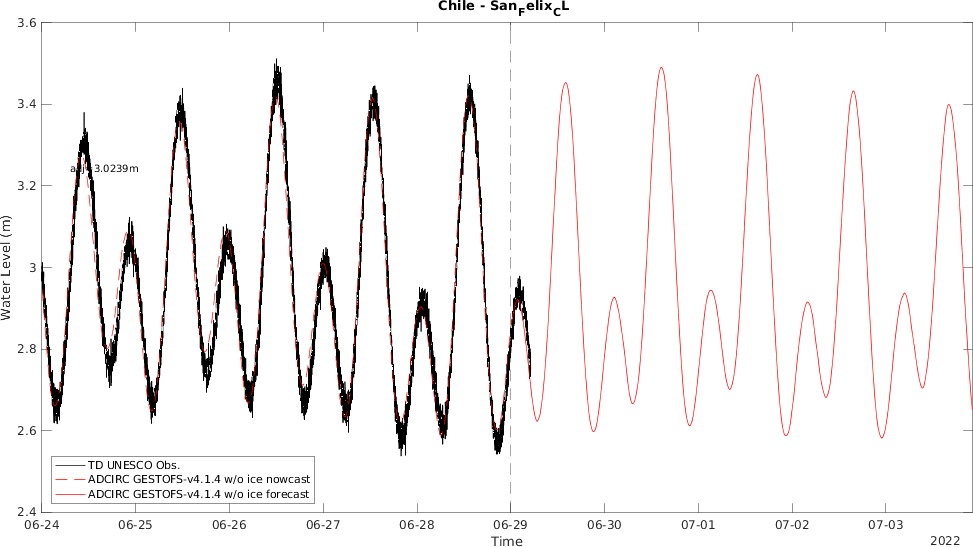 Chile - SanFelixCL
3.6
3.4
3.2
3
2.8
2.6
2.4
Water Level (m)
adj=3.0239m
TD UNESCO Obs.
ADCIRC GESTOFS-v4.1.4 w/o ice nowcast
ADCIRC GESTOFS-v4.1.4 w/o ice forecast
06-24 06-25 06-26 06-27 06-28 06-29 06-30 07-01 07-02 07-03
Time
2022